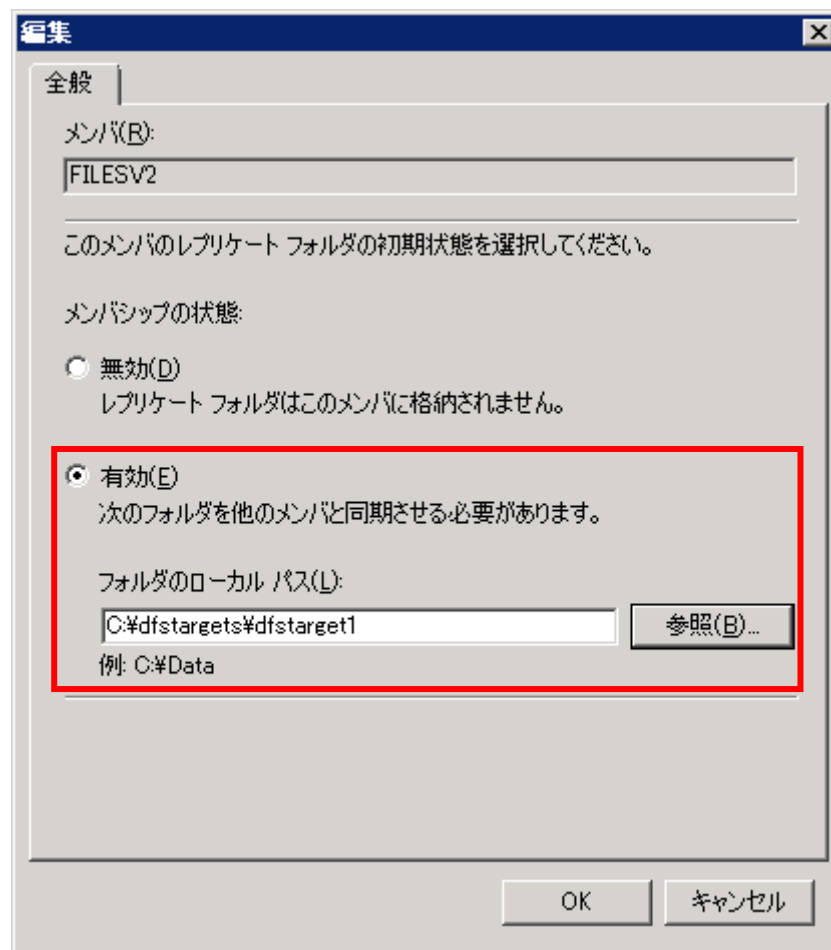 編集
全般
メンバ(R):
FILESV2
このメンバのレプリケート フォルダの初期状態を選択してください。
メンバシップの状態:
無効(D)
レプリケート フォルダはこのメンバに格納されません。
有効(E)
次のフォルダを他のメンバと同期させる必要があります。
フォルダのローカル パス(L):
C:¥dfstargets¥dfstarget1 参照(B)...
例: C:¥Data
OK キャンセル